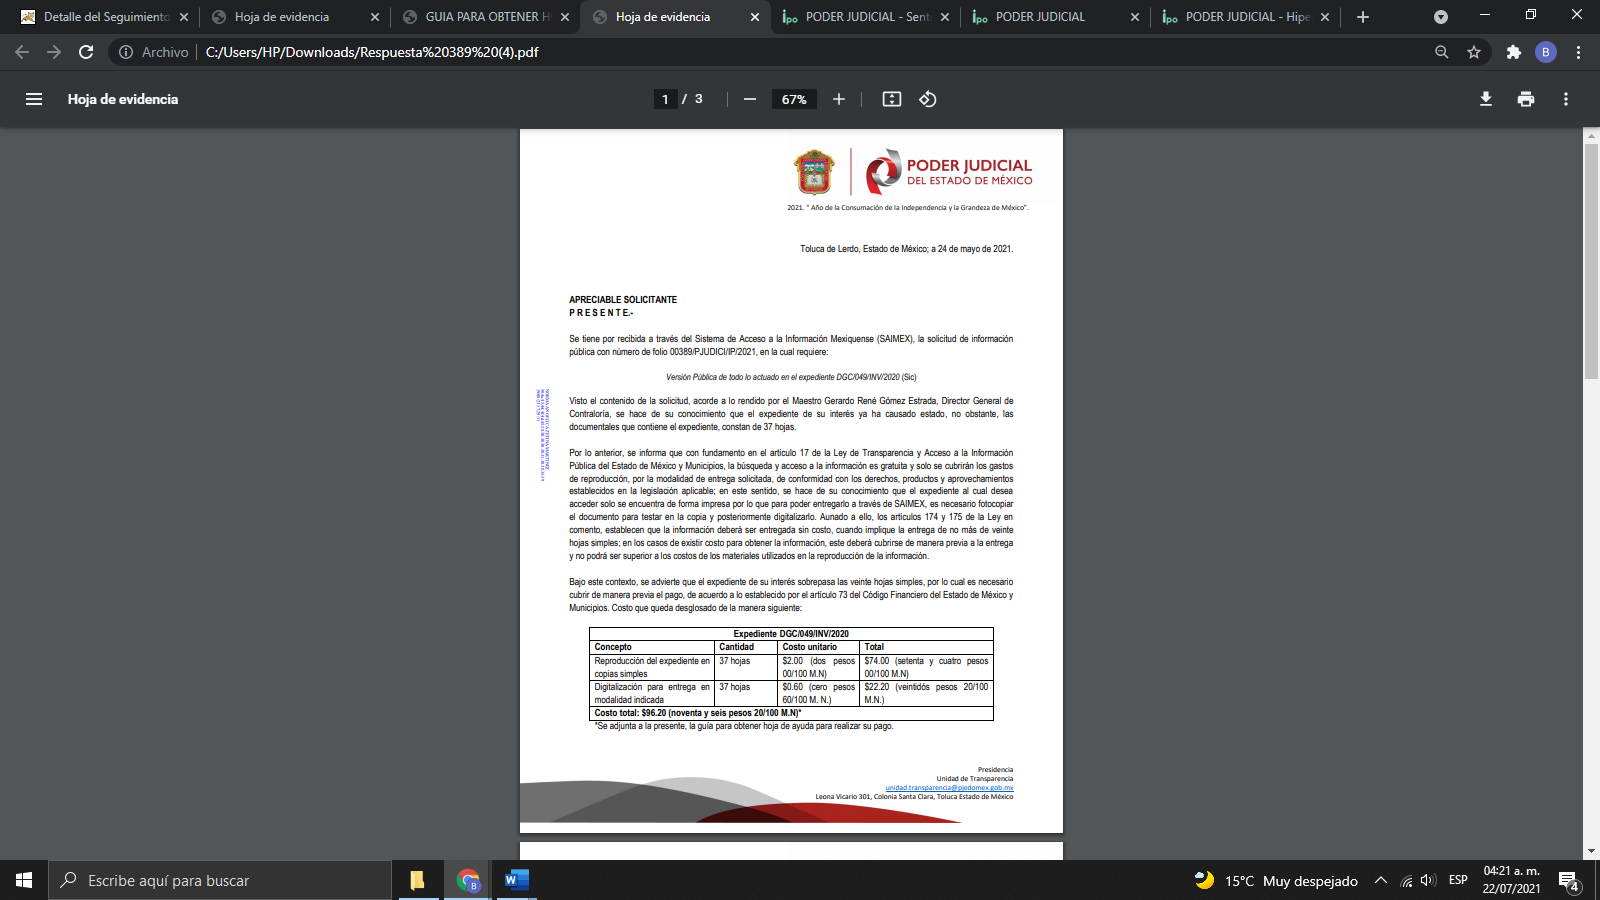 Detalle del Seguimiento
Hoja de evidencia
GUIA PARA OBTENER H
Hoja de evidencia
PODER JUDICIAL - Sent
PODER JUDICIAL
PODER JUDICIAL - Hipe
Archivo
C:/Users/HP/Downloads/Respuesta%20389%20(4).pdf
B
Hoja de evidencia
1 / 3
67%
PODER JUDICIAL
DEL ESTADO DE MÉXICO
2021. " Año de la Consumación de la Independencia y la Grandeza de México".
Toluca de Lerdo, Estado de México; a 24 de mayo de 2021.
APRECIABLE SOLICITANTE
P R E S E N T E.-
Se tiene por recibida a través del Sistema de Acceso a la Información Mexiquense (SAIMEX), la solicitud de información
pública con número de folio 00389/PJUDICI/IP/2021, en la cual requiere:
Versión Pública de todo lo actuado en el expediente DGC/049/INV/2020 (Sic)
Visto el contenido de la solicitud, acorde a lo rendido por el Maestro Gerardo René Gómez Estrada, Director General de
Contraloría, se hace de su conocimiento que el expediente de su interés ya ha causado estado, no obstante, las
documentales que contiene el expediente, constan de 37 hojas.
Por lo anterior, se informa que con fundamento en el artículo 17 de la Ley de Transparencia y Acceso a la Información
Pública del Estado de México y Municipios, la búsqueda y acceso a la información es gratuita y solo se cubrirán los gastos
de reproducción, por la modalidad de entrega solicitada, de conformidad con los derechos, productos y aprovechamientos
establecidos en la legislación aplicable; en este sentido, se hace de su conocimiento que el expediente al cual desea
acceder solo se encuentra de forma impresa por lo que para poder entregarlo a través de SAIMEX, es necesario fotocopiar
el documento para testar en la copia y posteriormente digitalizarlo. Aunado a ello, los artículos 174 y 175 de la Ley en
comento, establecen que la información deberá ser entregada sin costo, cuando implique la entrega de no más de veinte
hojas simples; en los casos de existir costo para obtener la información, este deberá cubrirse de manera previa a la entrega
y no podrá ser superior a los costos de los materiales utilizados en la reproducción de la información.
Bajo este contexto, se advierte que el expediente de su interés sobrepasa las veinte hojas simples, por lo cual es necesario
cubrir de manera previa el pago, de acuerdo a lo establecido por el artículo 73 del Código Financiero del Estado de México y
Municipios. Costo que queda desglosado de la manera siguiente:
Expediente DGC/049/INV/2020
Concepto Cantidad Costo unitario Total
Reproducción del expediente en 37 hojas $2.00 (dos pesos $74.00 (setenta y cuatro pesos
copias simples 00/100 M.N) 00/100 M.N)
Digitalización para entrega en 37 hojas $0.60 (cero pesos $22.20 (veintidós pesos 20/100
modalidad indicada 60/100 M. N.) M.N.)
Costo total: $96.20 (noventa y seis pesos 20/100 M.N)*
*Se adjunta a la presente, la guía para obtener hoja de ayuda para realizar su pago.
Presidencia
Unidad de Transparencia
unidad.transparencia@pjedomex.gob.mx
Leona Vicario 301, Colonia Santa Clara, Toluca Estado de México
Escribe aquí para buscar
B
W
15°C Muy despejado
ESP
04:21 a. m.
22/07/2021
4